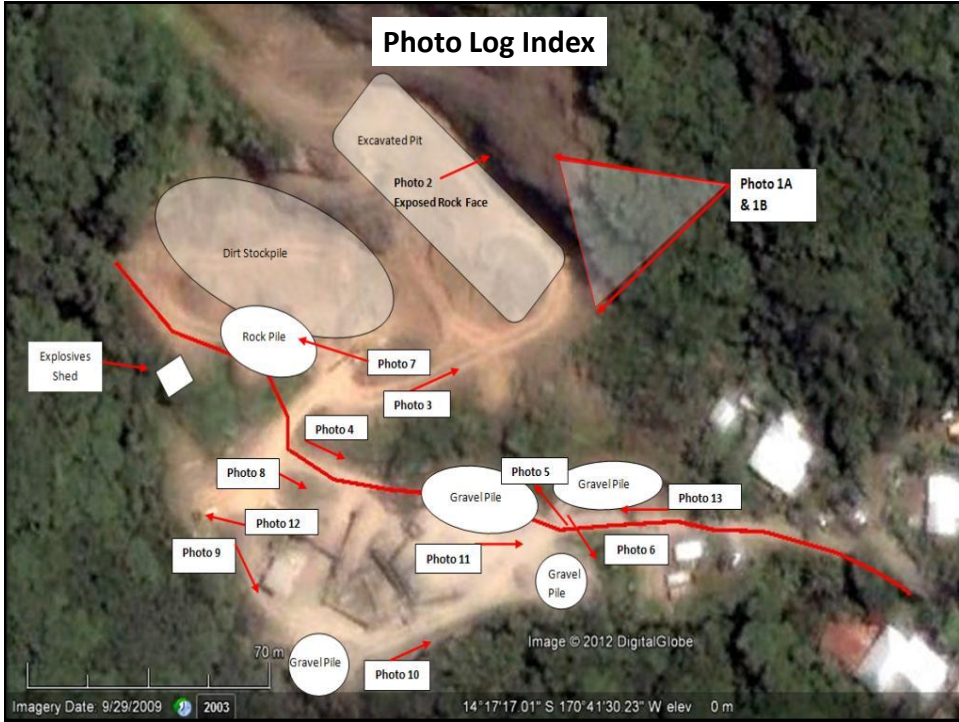 Photo Log Index
Excavated Pit
Photo 2
Exposed Rock Face
Photo 1A
& 1B
Dirt Stockpile
Rock Pile
Explosives
Shed
Photo 7
Photo 3
Photo 4
Photo 8
Photo 5
Gravel Pile
Gravel Pile
Photo 13
Photo 12
Photo 9
Photo 11
Photo 6
Gravel
Pile
Gravel Pile
Photo 10
70 m
Image © 2012 DigitalGlobe
Imagery Date: 9/29/2009
2003
14°17'17.01" S 170°41'30.23" W elev 0 m